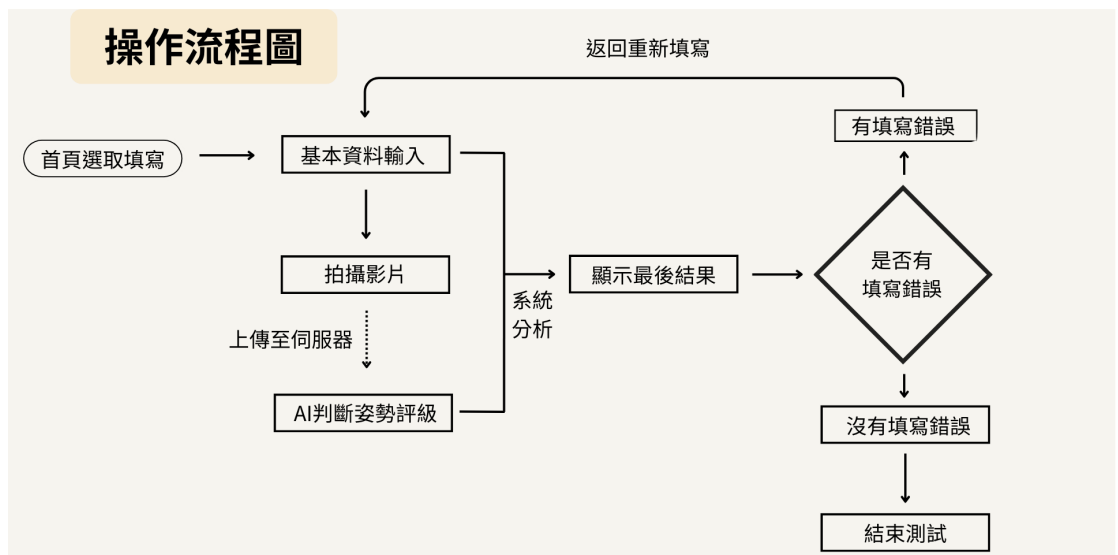 操作流程圖
返回重新填寫
有填寫錯誤
首頁選取填寫
基本資料輸入
拍攝影片
顯示最後結果
是否有
填寫錯誤
系統
分析
上傳至伺服器
AI判斷姿勢評級
沒有填寫錯誤
結束測試